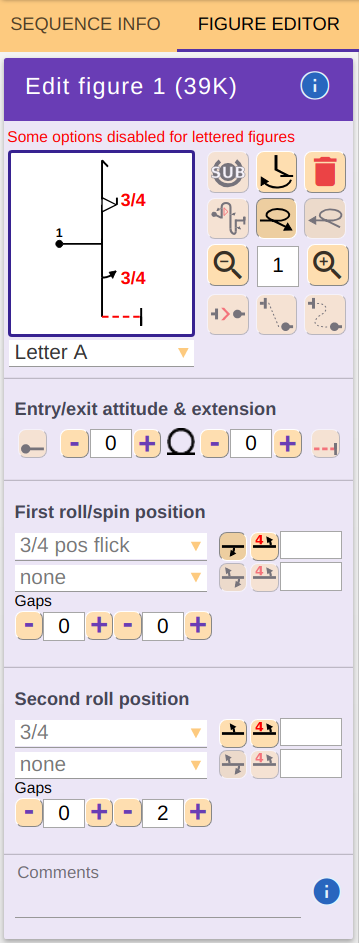 SEQUENCE INFO FIGURE EDITOR
Edit figure 1 (39K)
Some options disabled for lettered figures
SUB
3/4
1
3/4
1
Letter A
Entry/exit attitude & extension
- 0 + - 0 +
First roll/spin position
3/4 pos flick
4
none
4
Gaps
- 0 + - 0 +
Second roll position
3/4
4
none
4
Gaps
- 0 + - 2 +
Comments